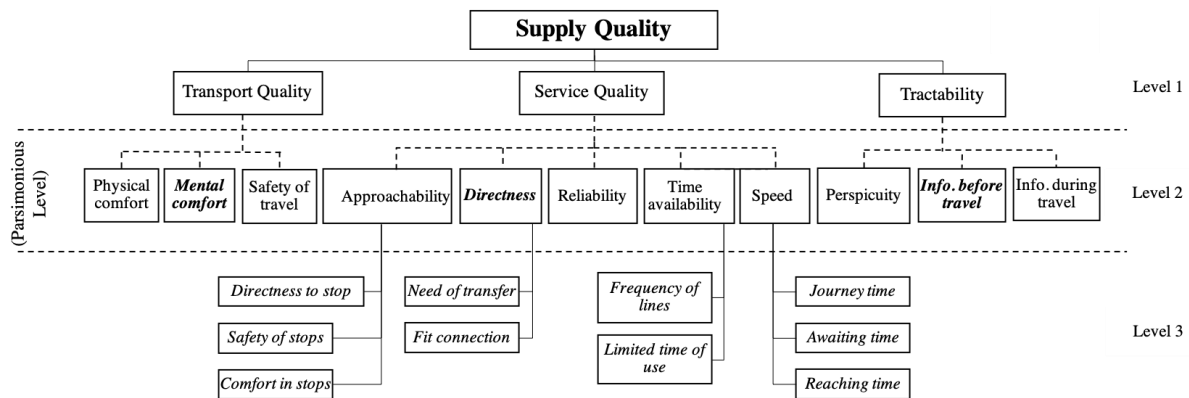 Supply Quality
Transport Quality
Service Quality
Tractability
Level 1
(Parsimonious
Level)
Physical
comfort
Mental
comfort
Safety of
travel
Approachability
Directness
Reliability
Time
availability
Speed
Perspicuity
Info. before
travel
Info. during
travel
Level 2
Directness to stop
Safety of stops
Comfort in stops
Need of transfer
Fit connection
Frequency of
lines
Limited time of
use
Journey time
Awaiting time
Reaching time
Level 3